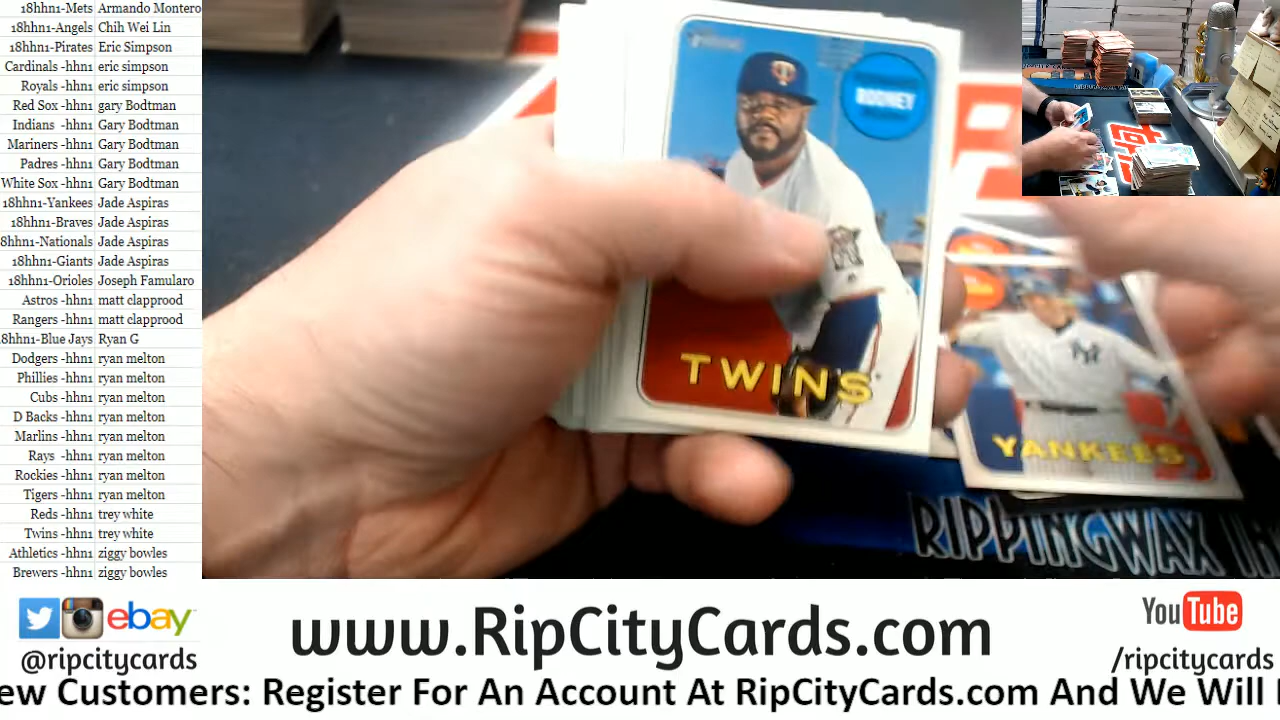 18hhn1-Mets Armando Montero
18hhn1-Angels Chih Wei Lin
18hhn1-Pirates Eric Simpson
Cardinals -hhn1 eric simpson
Royals -hhn1 eric simpson
Red Sox -hhn1 gary Bodtman
Indians -hhn1 Gary Bodtman
Mariners -hhn1 Gary Bodtman
Padres -hhn1 Gary Bodtman
White Sox -hhn1 Gary Bodtman
18hhn1-Yankees Jade Aspiras
18hhn1-Braves Jade Aspiras
8hhn1-Nationals Jade Aspiras
18hhn1-Giants Jade Aspiras
18hhn1-Orioles Joseph Famularo
Astros -hhn1 matt clapprood
Rangers -hhn1 matt clapprood
8hhn1-Blue Jays Ryan G
Dodgers -hhn1 ryan melton
Phillies -hhn1 ryan melton
Cubs -hhn1 ryan melton
D Backs -hhn1 ryan melton
Marlins -hhn1 ryan melton
Rays -hhn1 ryan melton
Rockies -hhn1 ryan melton
Tigers -hhn1 ryan melton
Reds -hhn1 trey white
Twins -hhn1 trey white
Athletics -hhn1 ziggy bowles
Brewers -hhn1 ziggy bowles
RODNEY
TWINS
YANKEES
RIPPINGWAX
ebay
@ripcitycards
www.RipCityCards.com
YouTube
/ripcitycards
ew Customers: Register For An Account At RipCityCards.com And We Will